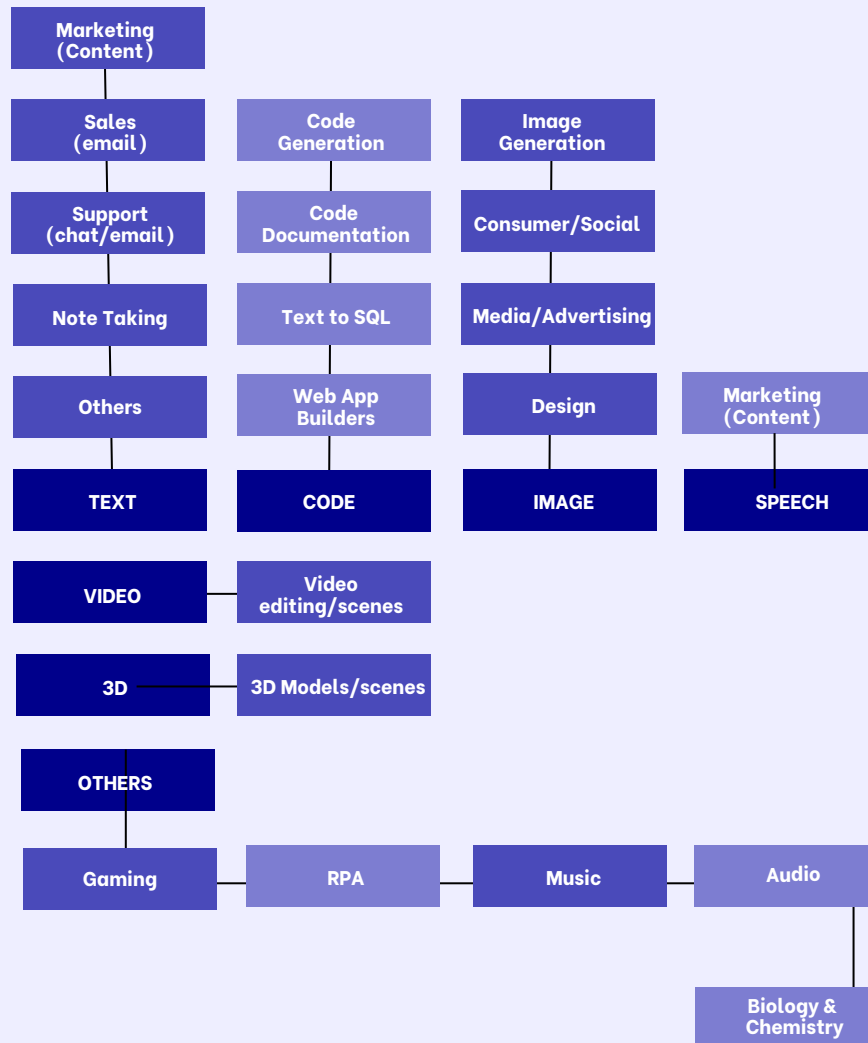 Marketing
(Content)
Sales
(email)
Code
Generation
Image
Generation
Support
(chat/email)
Code
Documentation
Consumer/Social
Note Taking
Text to SQL
Media/Advertising
Others
Web App
Builders
Design
Marketing
(Content)
TEXT
CODE
IMAGE
SPEECH
VIDEO
Video
editing/scenes
3D
3D Models/scenes
OTHERS
Gaming
RPA
Music
Audio
Biology &
Chemistry